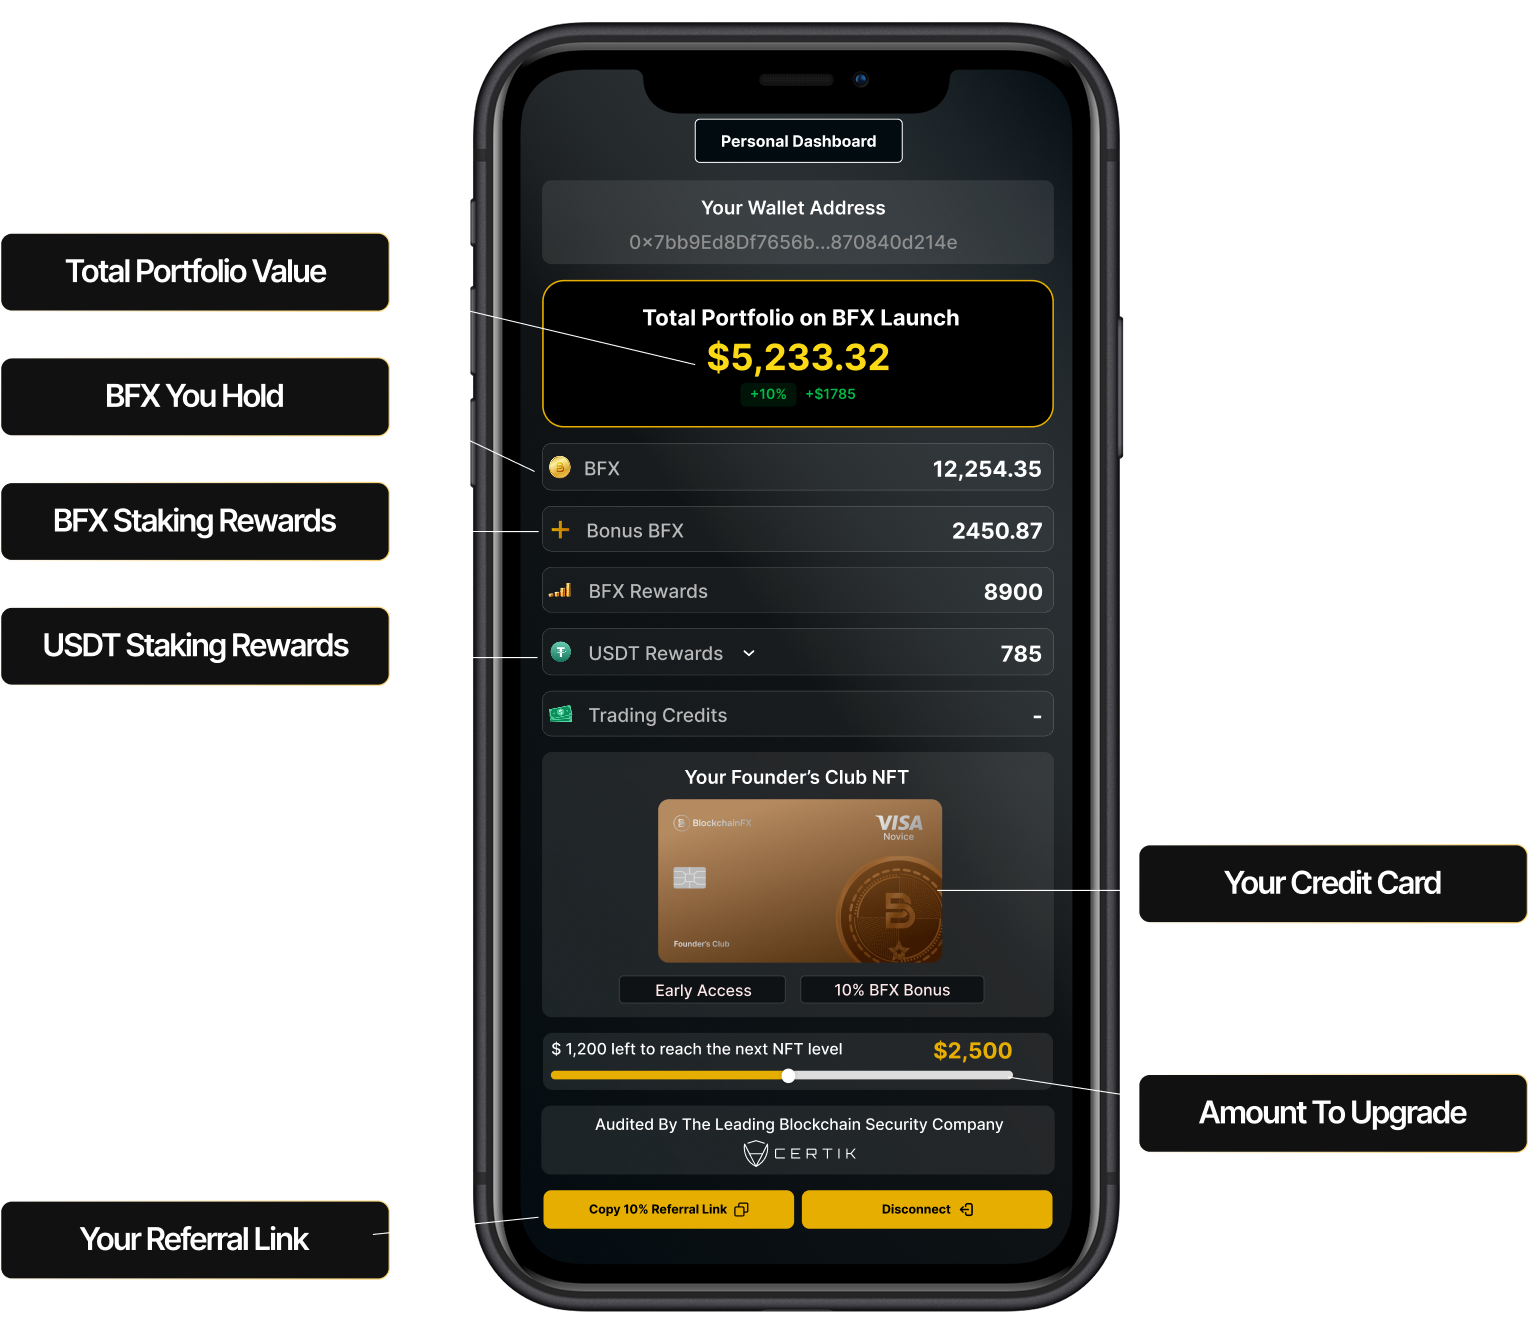 Personal Dashboard
Your Wallet Address
0x7bb9Ed8Df7656b...870840d214e
Total Portfolio Value
Total Portfolio on BFX Launch
$5,233.32
+10% +$1785
BFX You Hold
BFX 12,254.35
BFX Staking Rewards
Bonus BFX 2450.87
BFX Rewards 8900
USDT Staking Rewards
USDT Rewards 785
Trading Credits -
Your Founder's Club NFT
BlockchainFX
VISA
Novice
Founder's Club
Your Credit Card
Early Access
10% BFX Bonus
$ 1,200 left to reach the next NFT level $2,500
Amount To Upgrade
Audited By The Leading Blockchain Security Company
CERTIK
Your Referral Link
Copy 10% Referral Link
Disconnect